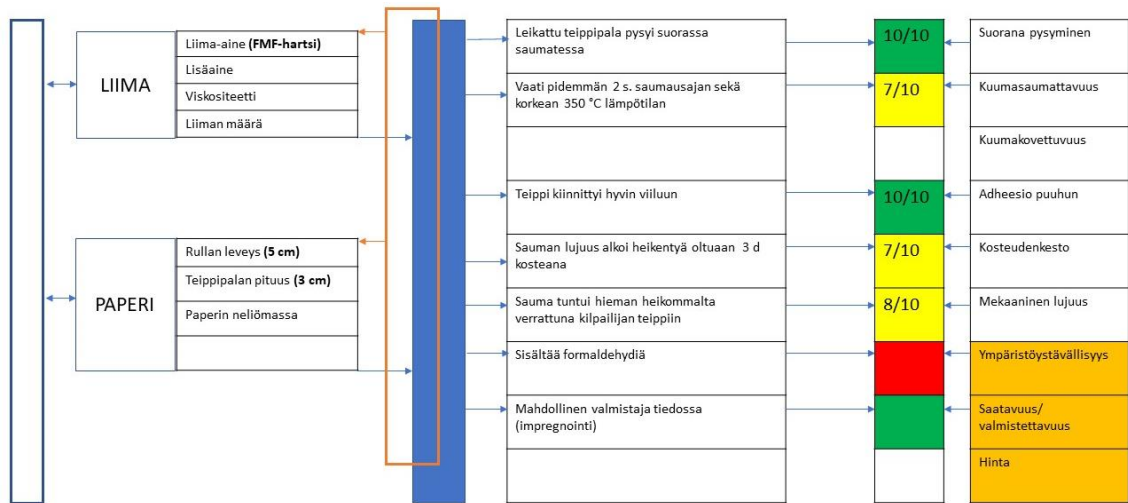 LIIMA
Liima-aine (FMF-hartsi)
Lisäaine
Viskositeetti
Liiman määrä
PAPERI
Rullan leveys (5 cm)
Teippipalan pituus (3 cm)
Paperin neliömassa
Leikattu teippipala pysyi suorassa
saumatessa
10/10
Suorana pysyminen
Vaati pidemmän 2 s. saumausajan sekä
korkean 350 °C lämpötilan
7/10
Kuumasaumattavuus
Kuumakovettuvuus
Teippi kiinnittyi hyvin viiluun
10/10
Adheesio puuhun
Sauman lujuus alkoi heikentyä oltuaan 3 d
kosteana
7/10
Kosteudenkesto
Sauma tuntui hieman heikommalta
verrattuna kilpailijan teippiin
8/10
Mekaaninen lujuus
Sisältää formaldehydiä
Ympäristöystävällisyys
Mahdollinen valmistaja tiedossa
(impregnointi)
Saatavuus/
valmistettavuus
Hinta